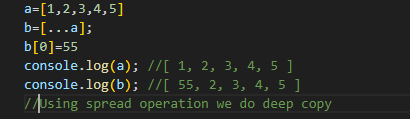 a=[1,2,3,4,5]
b=[...a];
b[0]=55
console.log(a); //[ 1, 2, 3, 4, 5 ]
console.log(b); //[ 55, 2, 3, 4, 5 ]
//Using spread operation we do deep copy